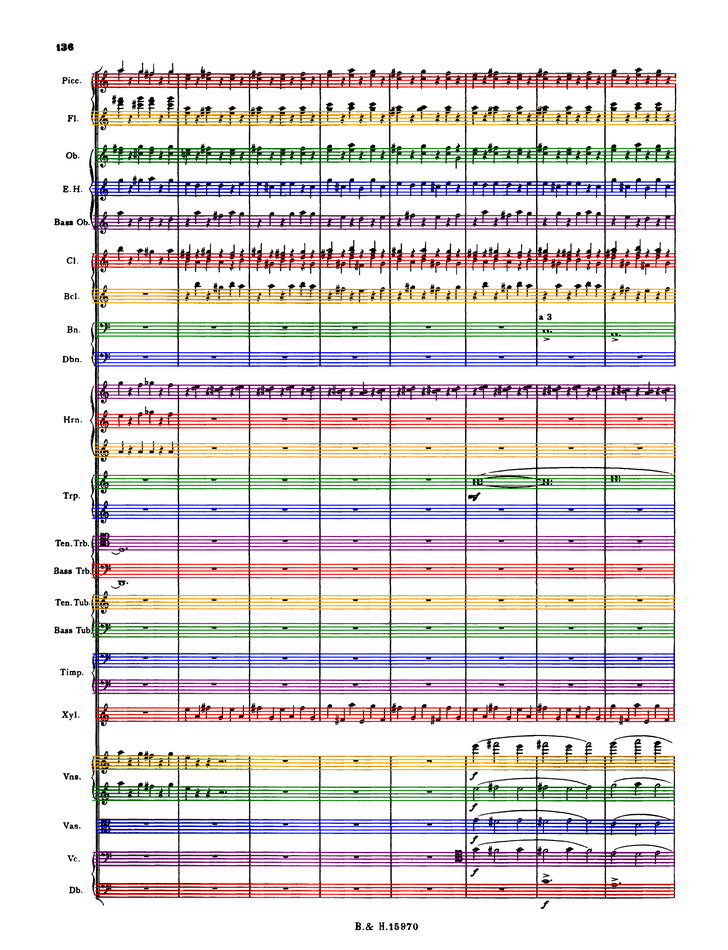 136
Picc.
Fl.
Ob.
E.H.
Bass Ob.
Cl.
Bcl.
a 3
Bn.
Dbn.
Hrn.
Trp.
mf
Ten.Trb.
Bass Trb.
Ten.Tub.
Bass Tub.
Timp.
Xyl.
Vns.
f
f
Vas.
f
Vc.
f
Db.
f
B.& H.15970